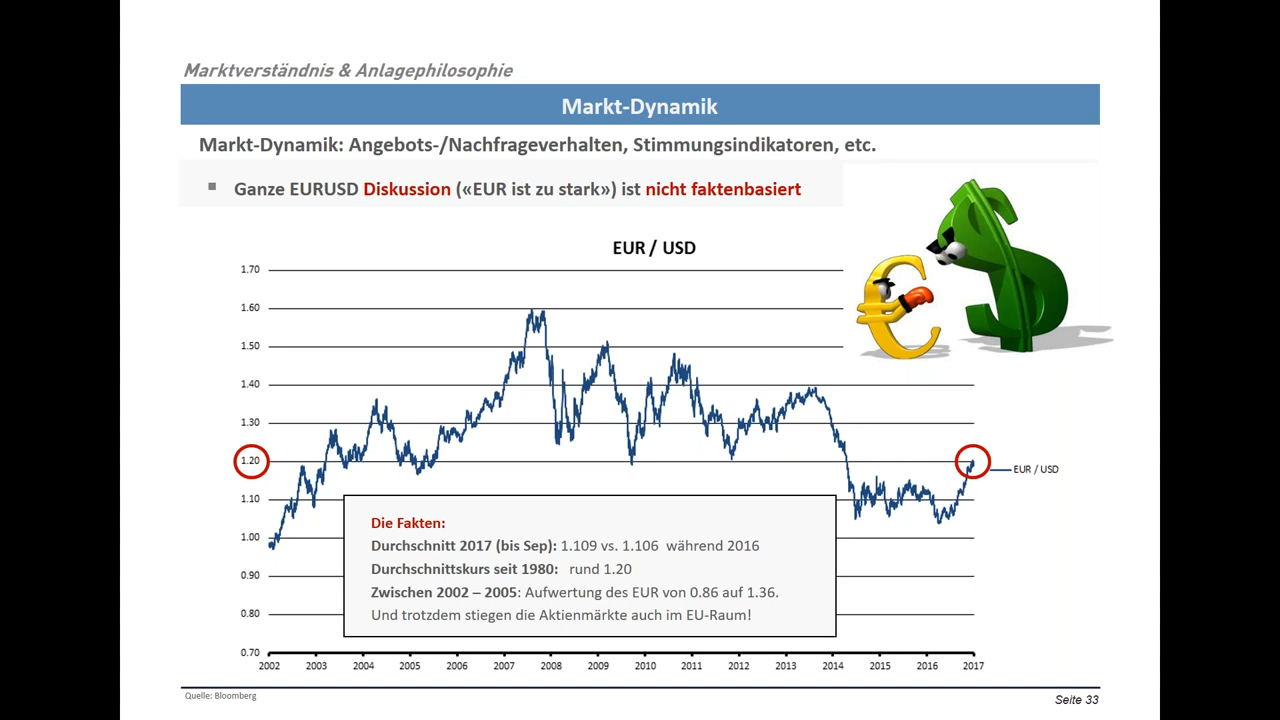 Marktverständnis & Anlagephilosophie
Markt-Dynamik
Markt-Dynamik: Angebots-/Nachfrageverhalten, Stimmungsindikatoren, etc.
Ganze EURUSD Diskussion («EUR ist zu stark») ist nicht faktenbasiert
EUR / USD
1.70
1.60
1.50
1.40
1.30
1.20
1.10
1.00
0.90
0.80
0.70
EUR / USD
Die Fakten:
Durchschnitt 2017 (bis Sep): 1.109 vs. 1.106 während 2016
Durchschnittskurs seit 1980: rund 1.20
Zwischen 2002 – 2005: Aufwertung des EUR von 0.86 auf 1.36.
Und trotzdem stiegen die Aktienmärkte auch im EU-Raum!
2002 2003 2004 2005 2006 2007 2008 2009 2010 2011 2012 2013 2014 2015 2016 2017
Quelle: Bloomberg
Seite 33